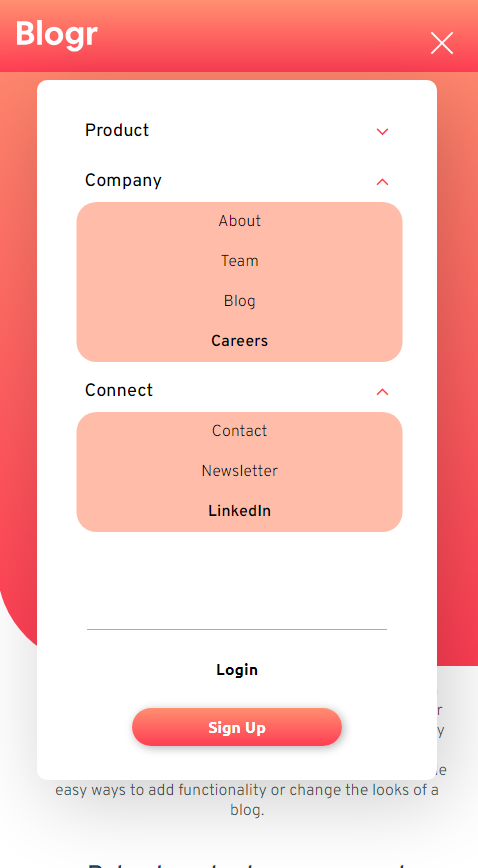 Blogr
Product
Company
About
Team
Blog
Careers
Connect
Contact
Newsletter
LinkedIn
Login
Sign Up
easy ways to add functionality or change the looks of a
blog.